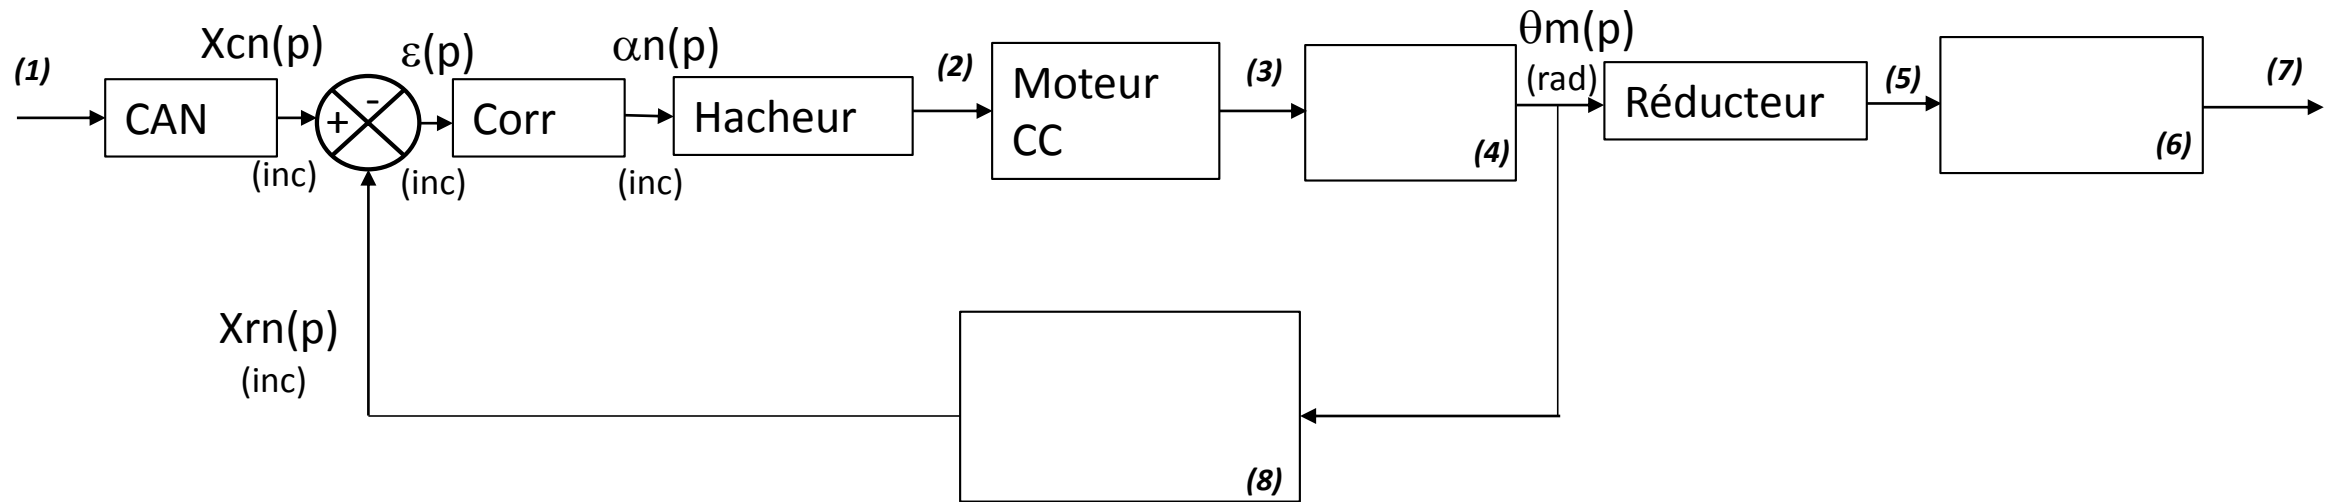 (1)
CAN
Xcn(p)
(inc)
+
-
ε(p)
(inc)
Corr
αn(p)
(inc)
Hacheur
(2)
Moteur
CC
(3)
(4)
θm(p)
(rad)
Réducteur
(5)
(6)
(7)
Xrn(p)
(inc)
(8)